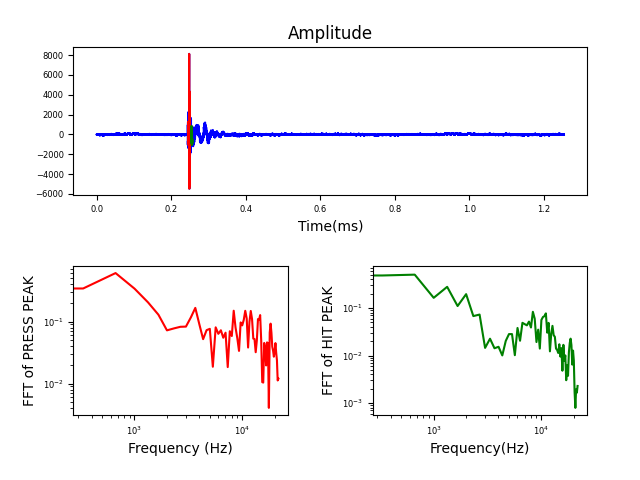 Amplitude
8000
6000
4000
2000
0
−2000
−4000
−6000
0.0 0.2 0.4 0.6 0.8 1.0 1.2
Time(ms)
FFT of PRESS PEAK
10⁻¹
10⁻²
10³ 10⁴
Frequency (Hz)
FFT of HIT PEAK
10⁻¹
10⁻²
10⁻³
10³ 10⁴
Frequency(Hz)